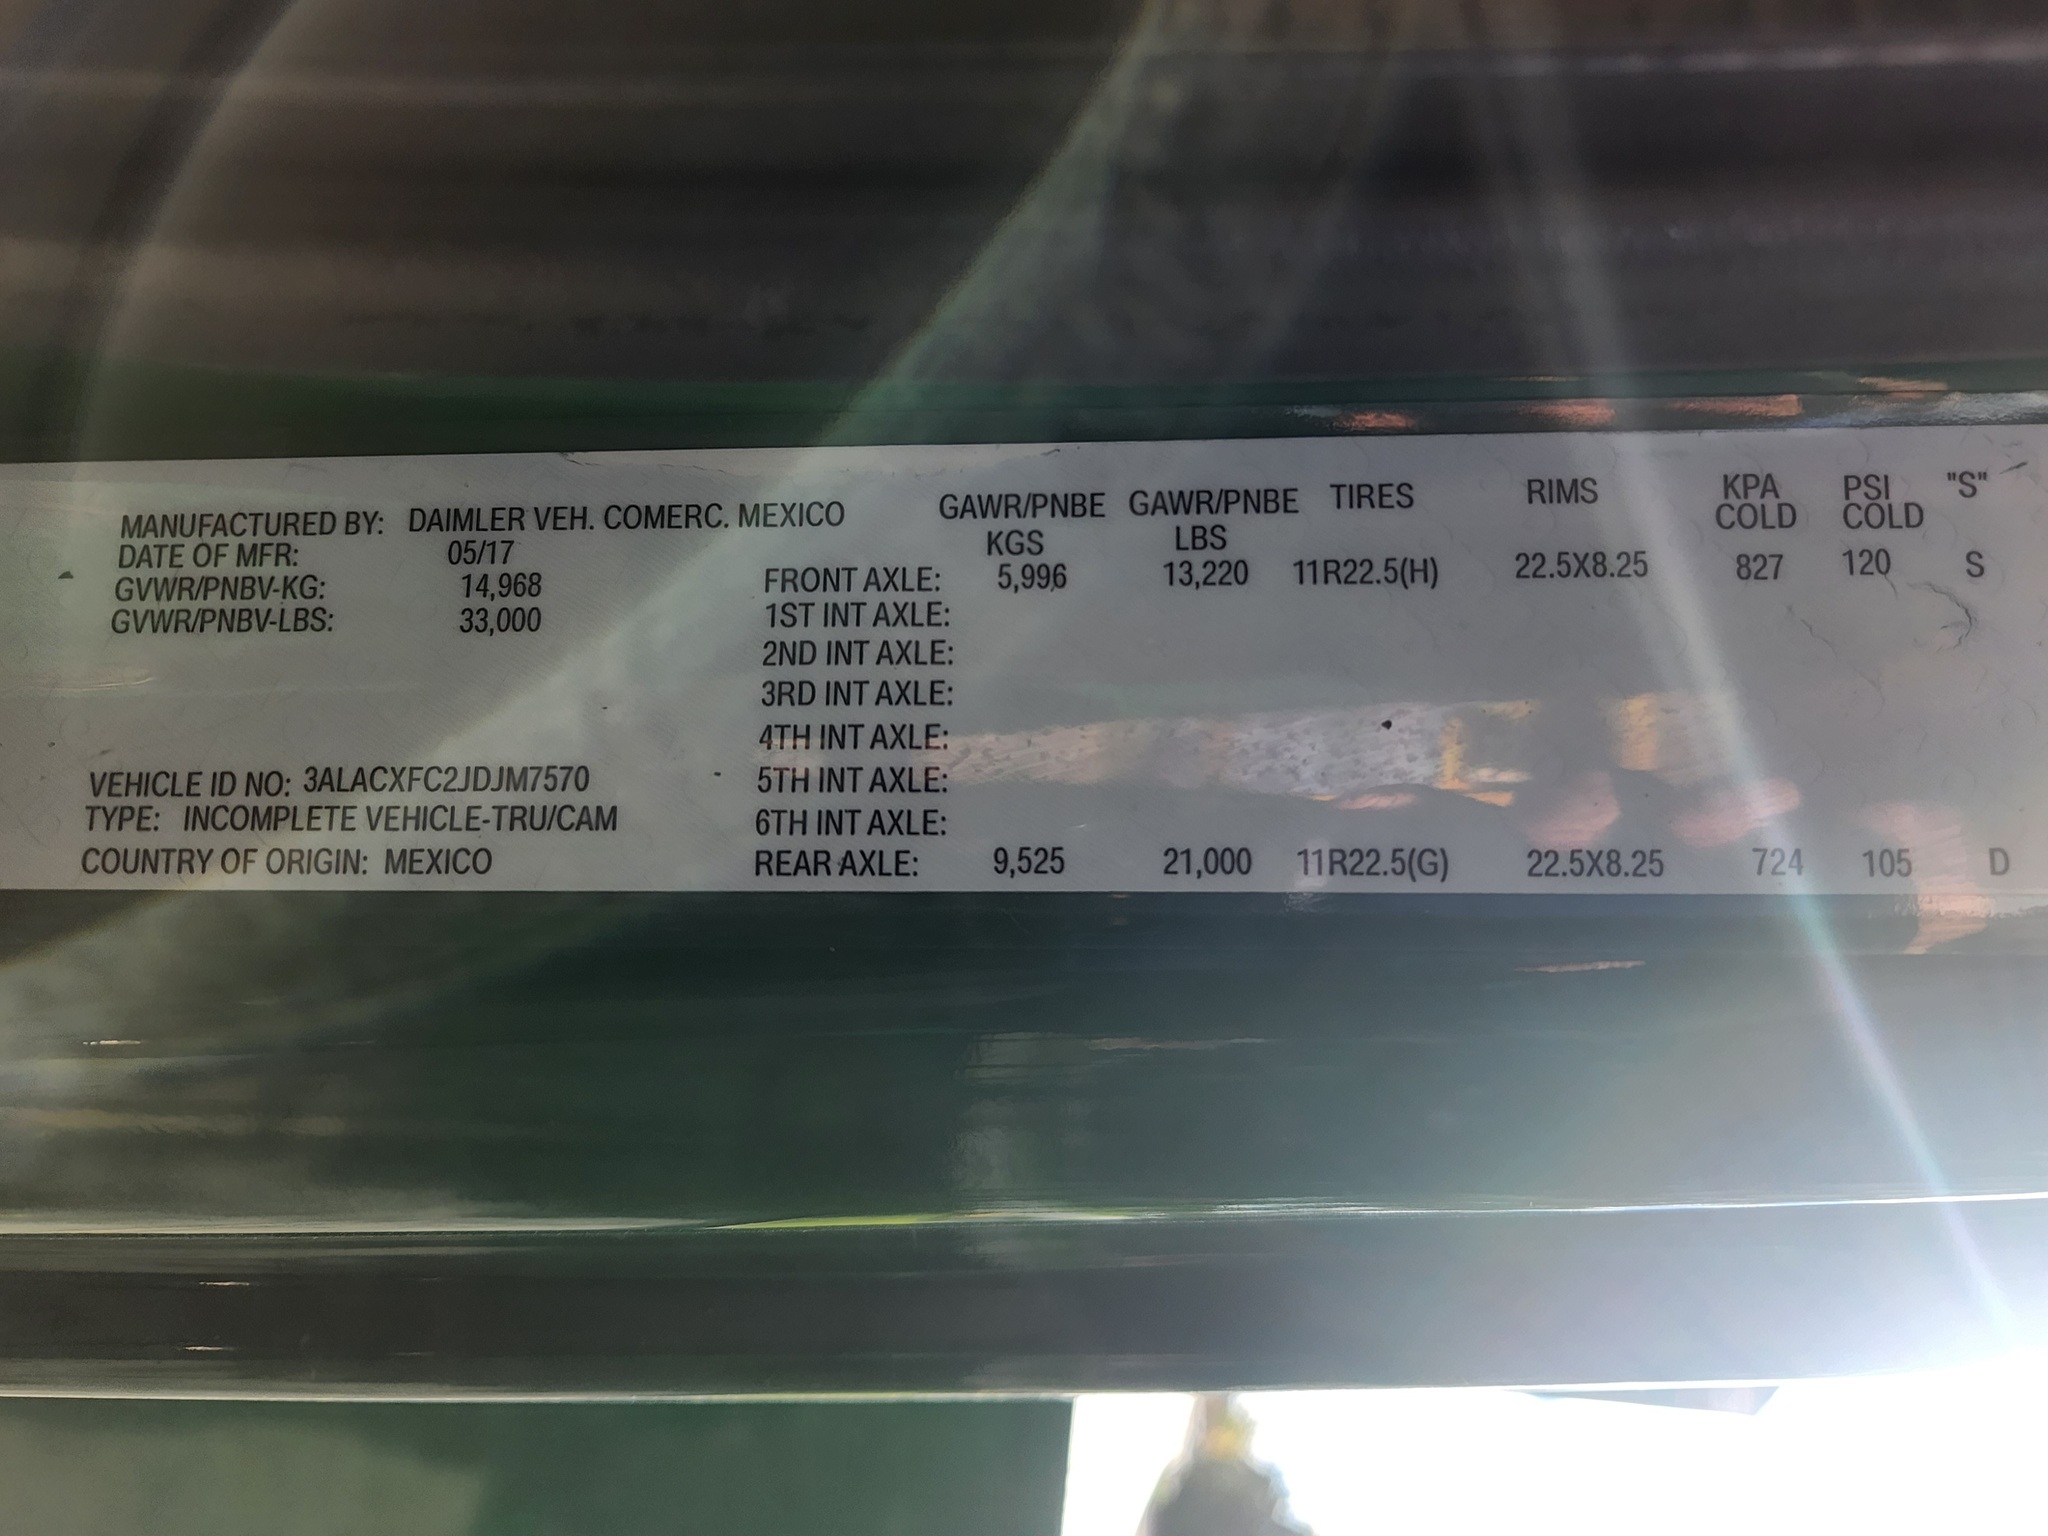 MANUFACTURED BY: DAIMLER VEH. COMERC. MEXICO
DATE OF MFR: 05/17
GVWR/PNBV-KG: 14,968
GVWR/PNBV-LBS: 33,000
VEHICLE ID NO: 3ALACXFC2JDJM7570
TYPE: INCOMPLETE VEHICLE-TRU/CAM
COUNTRY OF ORIGIN: MEXICO
GAWR/PNBE GAWR/PNBE TIRES RIMS KPA PSI "S"
KGS LBS COLD COLD
FRONT AXLE: 5,996 13,220 11R22.5(H) 22.5X8.25 827 120 S
1ST INT AXLE:
2ND INT AXLE:
3RD INT AXLE:
4TH INT AXLE:
5TH INT AXLE:
6TH INT AXLE:
REAR AXLE: 9,525 21,000 11R22.5(G) 22.5X8.25 724 105 D